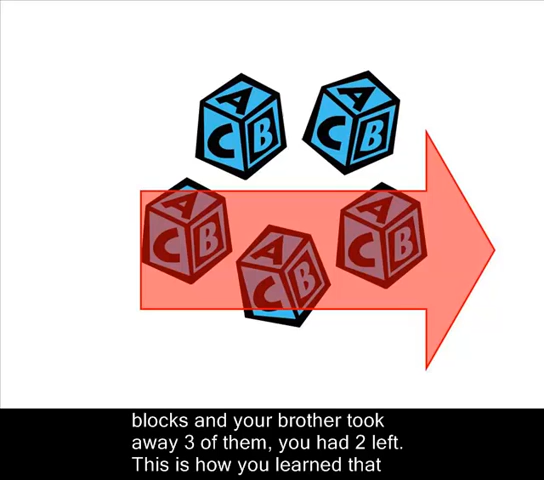 A
C B
A
C B
A
C B
A
C B
A
C B
blocks and your brother took
away 3 of them, you had 2 left.
This is how you learned that